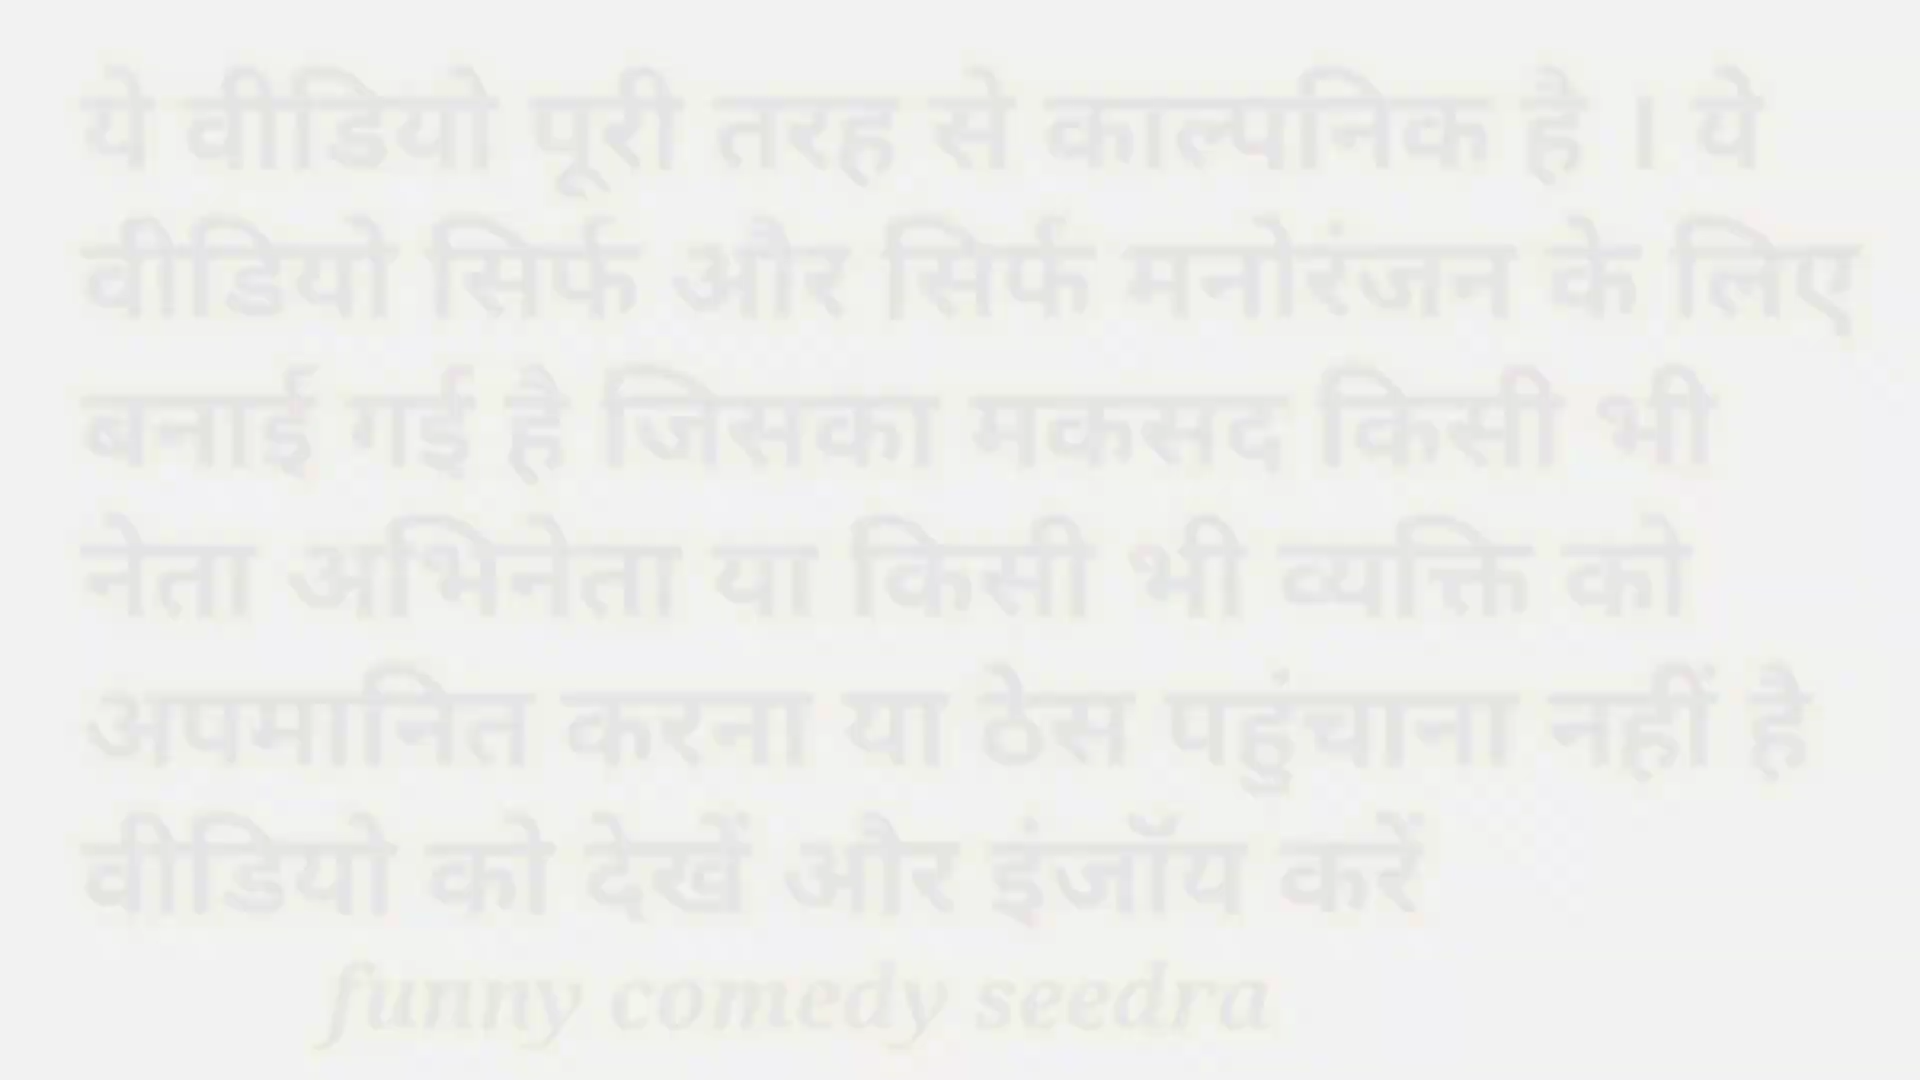 ये वीडियो पूरी तरह से काल्पनिक है । ये
वीडियो सिर्फ और सिर्फ मनोरंजन के लिए
बनाई गई है जिसका मकसद किसी भी
नेता अभिनेता या किसी भी व्यक्ति को
अपमानित करना या ठेस पहुंचाना नहीं है
वीडियो को देखें और इंजॉय करें
funny comedy seedra